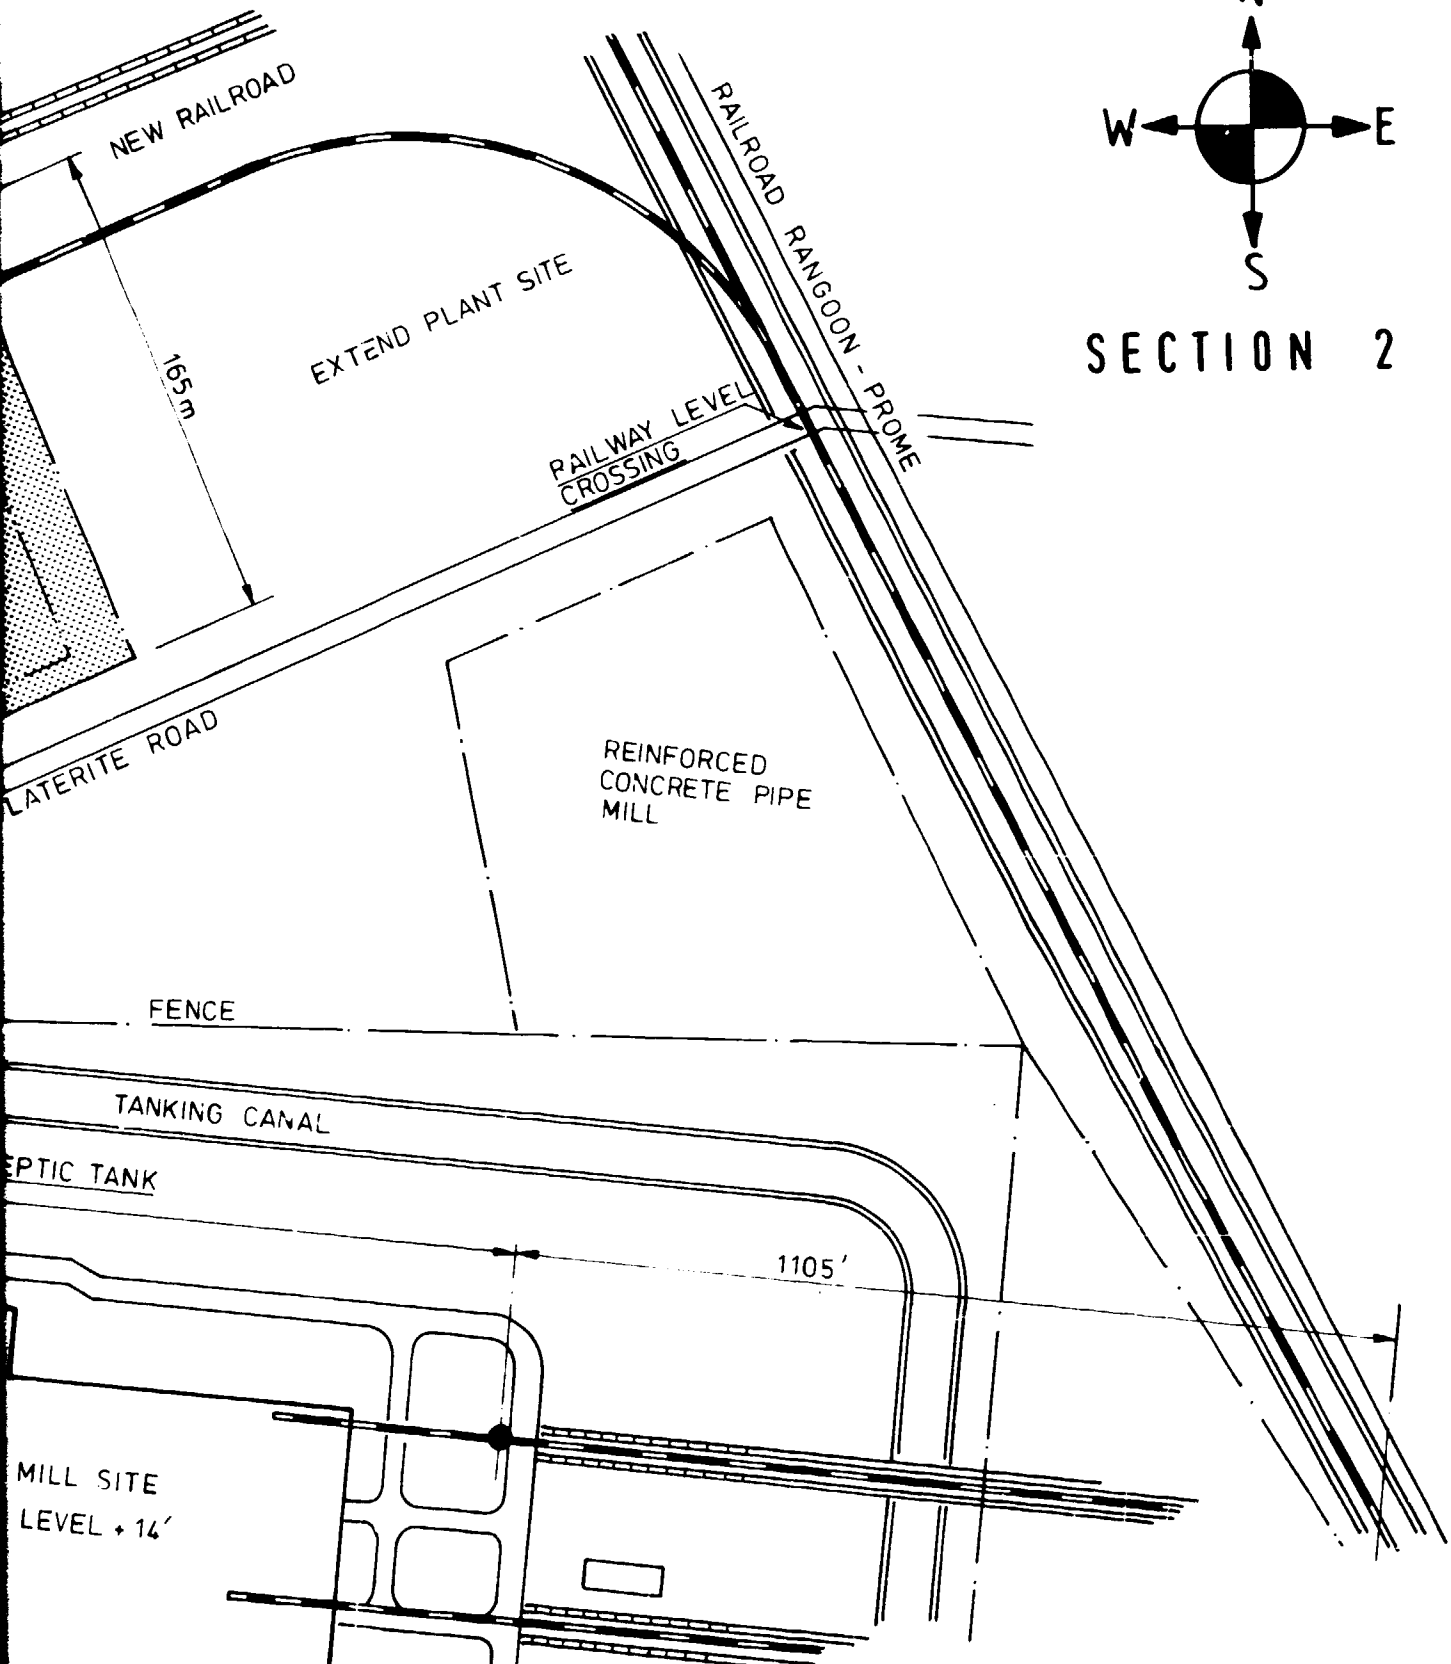 W
E
S
SECTION 2
NEW RAILROAD
RAILROAD RANGOON - PROME
EXTEND PLANT SITE
165m
RAILWAY LEVEL
CROSSING
LATERITE ROAD
REINFORCED
CONCRETE PIPE
MILL
FENCE
TANKING CANAL
EPTIC TANK
1105'
MILL SITE
LEVEL + 14'